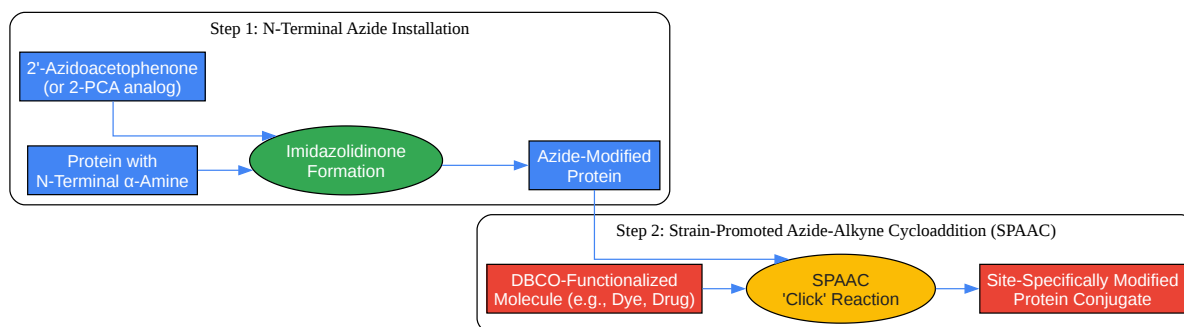 Step 1: N-Terminal Azide Installation
2'-Azidoacetophenone
(or 2-PCA analog)
Protein with
N-Terminal α-Amine
Imidazolidinone
Formation
Azide-Modified
Protein
Step 2: Strain-Promoted Azide-Alkyne Cycloaddition (SPAAC)
DBCO-Functionalized
Molecule (e.g., Dye, Drug)
SPAAC
'Click' Reaction
Site-Specifically Modified
Protein Conjugate